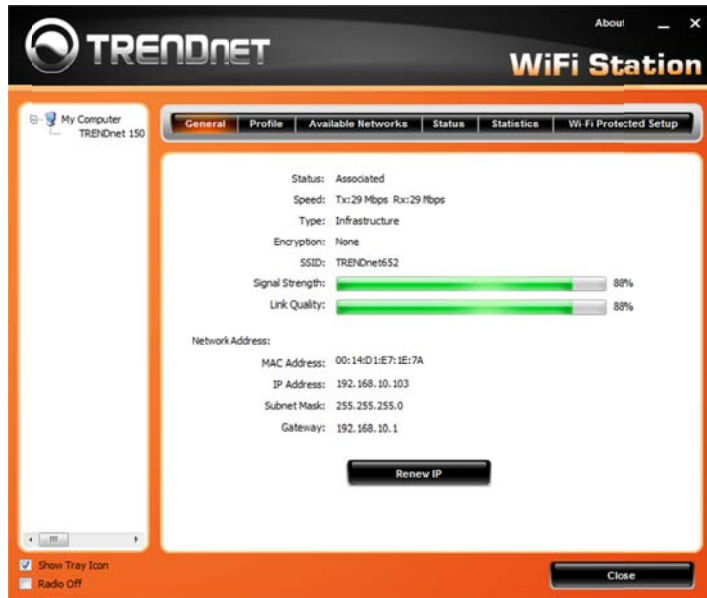 TRENDnet
About
WiFi Station
My Computer
TRENDnet 150
General Profile Available Networks Status Statistics Wi-Fi Protected Setup
Status: Associated
Speed: Tx:29 Mbps Rx:29 Mbps
Type: Infrastructure
Encryption: None
SSID: TRENDnet652
Signal Strength: 88%
Link Quality: 88%
Network Address:
MAC Address: 00:14:D1:E7:1E:7A
IP Address: 192.168.10.103
Subnet Mask: 255.255.255.0
Gateway: 192.168.10.1
Renew IP
Show Tray Icon
Radio Off
Close